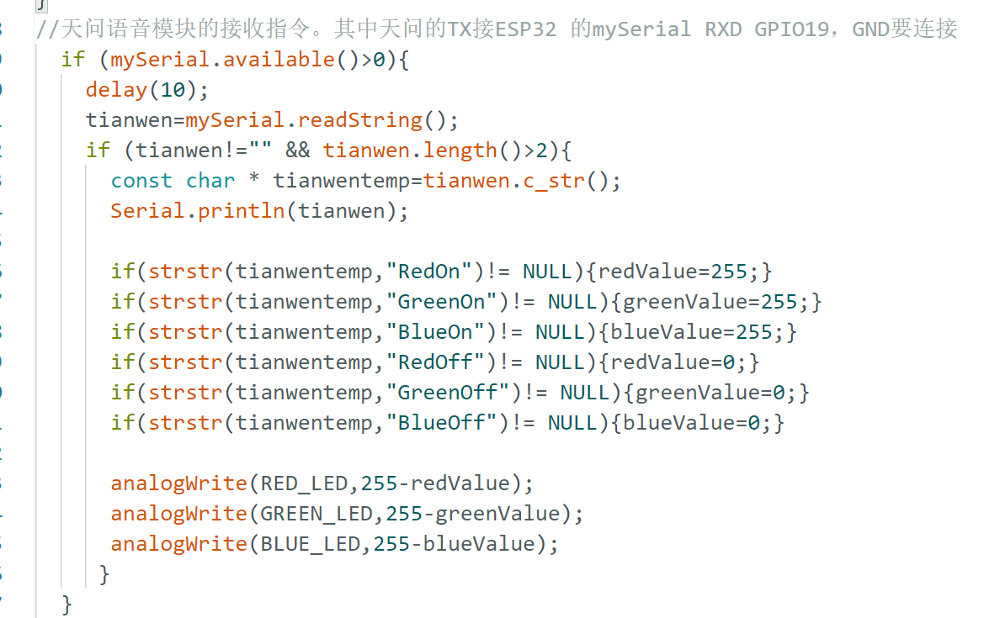 }
//天问语音模块的接收指令。其中天问的TX接ESP32 的mySerial RXD GPIO19，GND要连接
if (mySerial.available()>0){
delay(10);
tianwen=mySerial.readString();
if (tianwen!="" && tianwen.length()>2){
const char * tianwentemp=tianwen.c_str();
Serial.println(tianwen);
if(strstr(tianwentemp,"RedOn")!= NULL){redValue=255;}
if(strstr(tianwentemp,"GreenOn")!= NULL){greenValue=255;}
if(strstr(tianwentemp,"BlueOn")!= NULL){blueValue=255;}
if(strstr(tianwentemp,"RedOff")!= NULL){redValue=0;}
if(strstr(tianwentemp,"GreenOff")!= NULL){greenValue=0;}
if(strstr(tianwentemp,"BlueOff")!= NULL){blueValue=0;}
analogWrite(RED_LED,255-redValue);
analogWrite(GREEN_LED,255-greenValue);
analogWrite(BLUE_LED,255-blueValue);
}
}